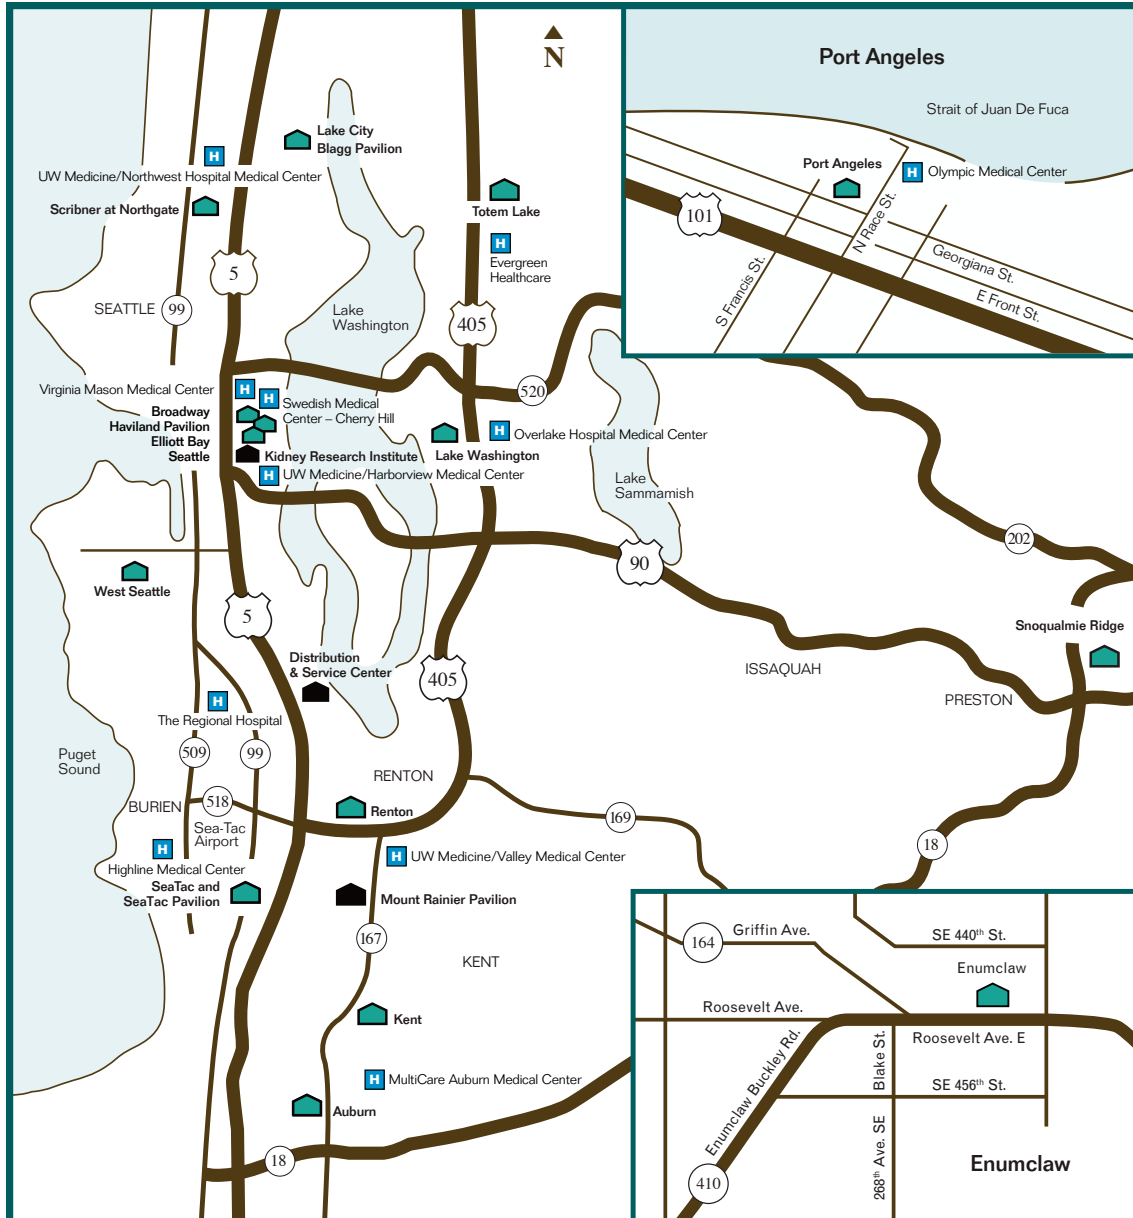 N
Port Angeles
Strait of Juan De Fuca
Port Angeles
H Olympic Medical Center
101
N Race St.
S Francis St.
Georgiana St.
E Front St.
Lake City
Blagg Pavilion
H
UW Medicine/Northwest Hospital Medical Center
Scribner at Northgate
Totem Lake
H
Evergreen
Healthcare
5
SEATTLE
99
Lake
Washington
405
520
Virginia Mason Medical Center
H
H
Swedish Medical
Center – Cherry Hill
Broadway
Haviland Pavilion
Elliott Bay
Seattle
Kidney Research Institute
H UW Medicine/Harborview Medical Center
H Overlake Hospital Medical Center
Lake Washington
Lake
Sammamish
202
90
West Seattle
5
Snoqualmie Ridge
Distribution
& Service Center
405
ISSAQUAH
PRESTON
H
The Regional Hospital
Puget
Sound
509
99
RENTON
BURIEN
518
Sea-Tac
Airport
Renton
169
18
H
Highline Medical Center
H UW Medicine/Valley Medical Center
SeaTac and
SeaTac Pavilion
Mount Rainier Pavilion
167
KENT
Kent
H MultiCare Auburn Medical Center
Auburn
18
164
Griffin Ave.
SE 440th St.
Enumclaw
Roosevelt Ave.
Roosevelt Ave. E
Enumclaw Buckley Rd.
Blake St.
SE 456th St.
268th Ave. SE
Enumclaw
410